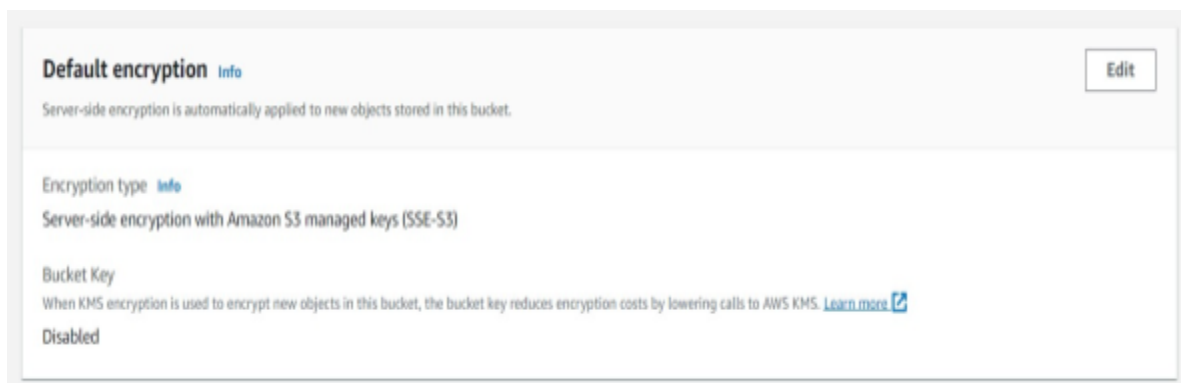 Default encryption Info
Edit
Server-side encryption is automatically applied to new objects stored in this bucket.
Encryption type Info
Server-side encryption with Amazon S3 managed keys (SSE-S3)
Bucket Key
When KMS encryption is used to encrypt new objects in this bucket, the bucket key reduces encryption costs by lowering calls to AWS KMS. Learn more
Disabled